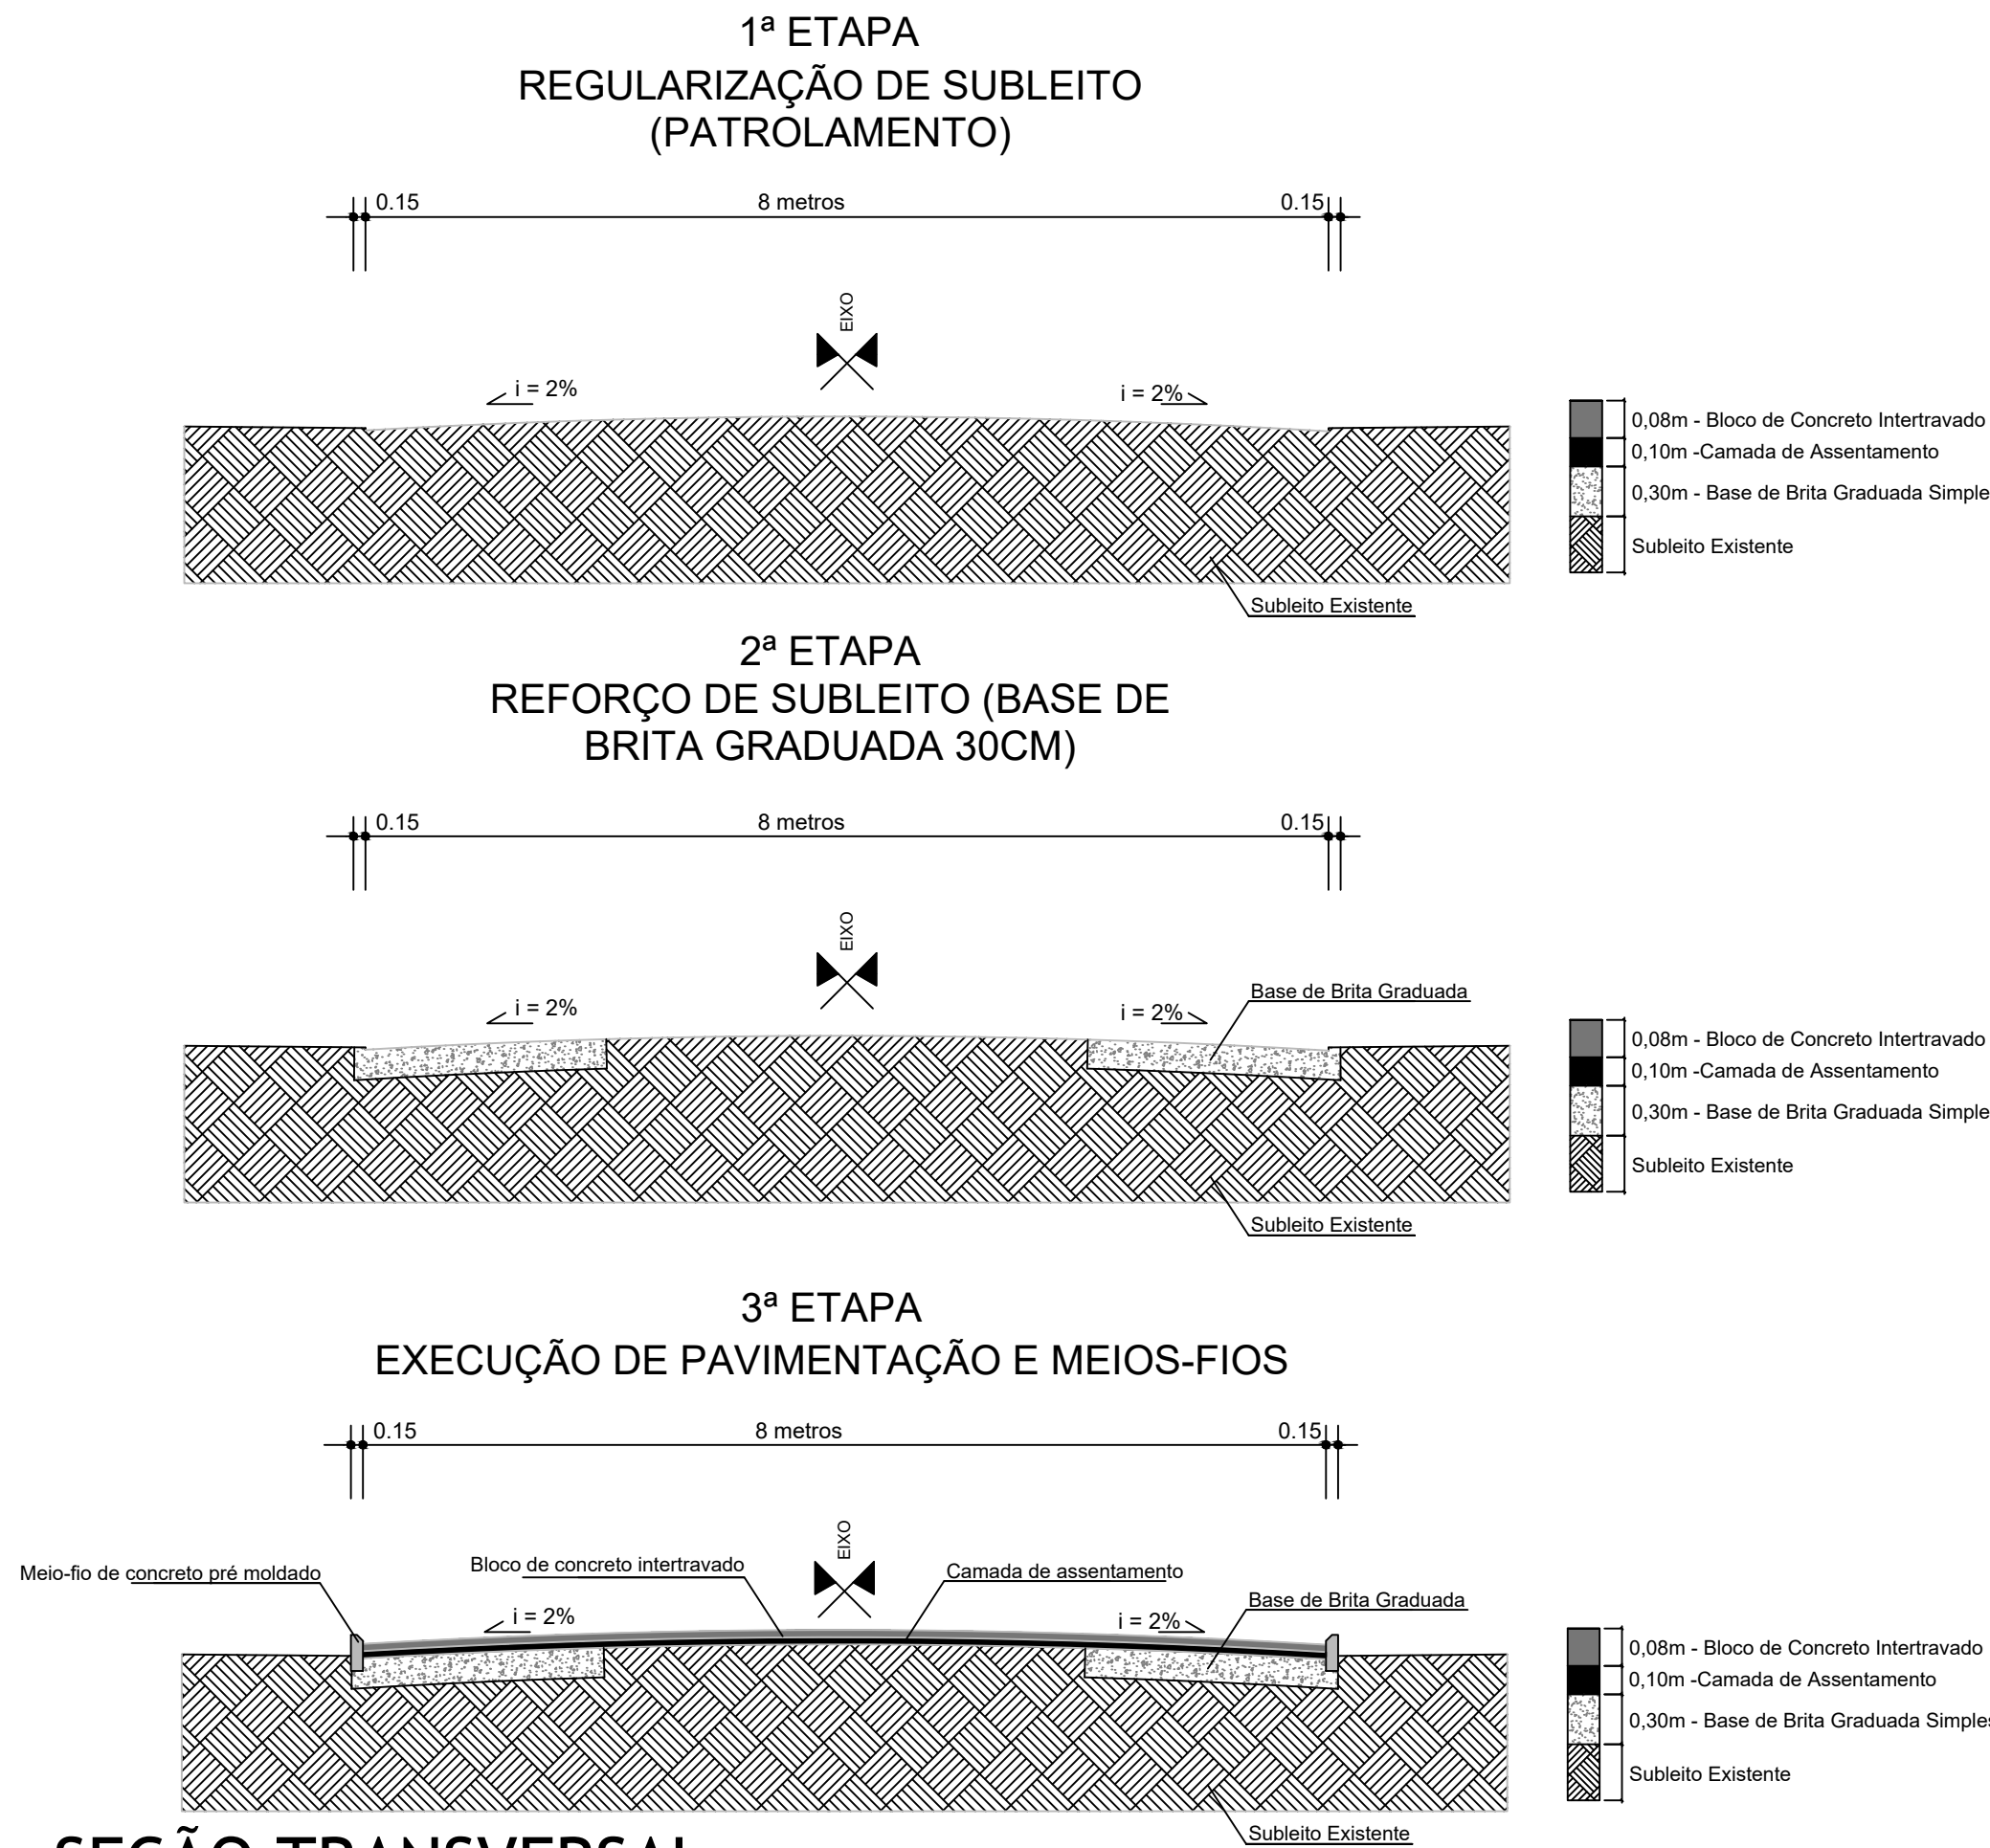 1ª ETAPA
REGULARIZAÇÃO DE SUBLEITO
(PATROLAMENTO)
0.15
8 metros
0.15
EIXO
i = 2%
i = 2%
0,08m - Bloco de Concreto Intertravado
0,10m -Camada de Assentamento
0,30m - Base de Brita Graduada Simple
Subleito Existente
Subleito Existente
2ª ETAPA
REFORÇO DE SUBLEITO (BASE DE
BRITA GRADUADA 30CM)
0.15
8 metros
0.15
EIXO
i = 2%
i = 2%
Base de Brita Graduada
0,08m - Bloco de Concreto Intertravado
0,10m -Camada de Assentamento
0,30m - Base de Brita Graduada Simple
Subleito Existente
Subleito Existente
3ª ETAPA
EXECUÇÃO DE PAVIMENTAÇÃO E MEIOS-FIOS
0.15
8 metros
0.15
EIXO
Meio-fio de concreto pré moldado
Bloco de concreto intertravado
Camada de assentamento
i = 2%
i = 2%
Base de Brita Graduada
0,08m - Bloco de Concreto Intertravado
0,10m -Camada de Assentamento
0,30m - Base de Brita Graduada Simples
Subleito Existente
Subleito Existente
SEÇÃO TRANSVERSAL